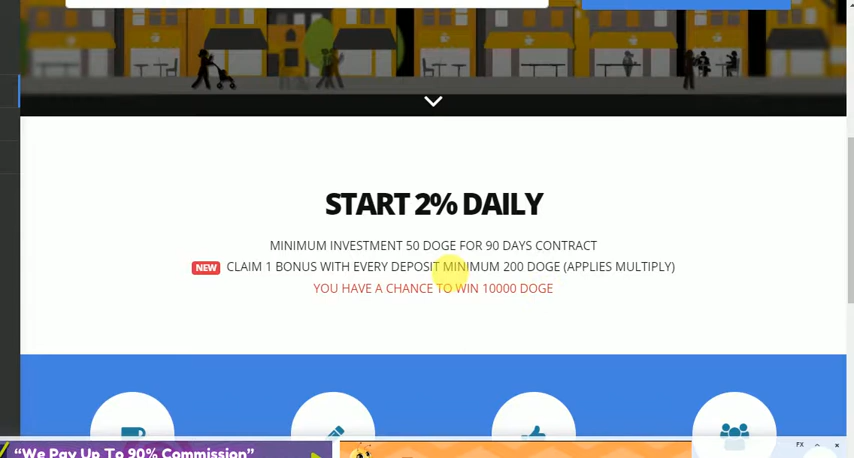 START 2% DAILY
MINIMUM INVESTMENT 50 DOGE FOR 90 DAYS CONTRACT
NEW CLAIM 1 BONUS WITH EVERY DEPOSIT MINIMUM 200 DOGE (APPLIES MULTIPLY)
YOU HAVE A CHANCE TO WIN 10000 DOGE
FX
"We Pay Up To 90% Commission"